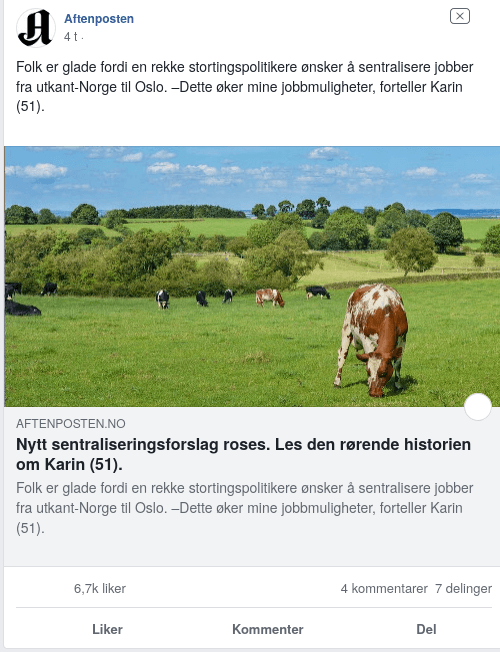 Aftenposten
4 t ·
Folk er glade fordi en rekke stortingspolitikere ønsker å sentralisere jobber
fra utkant-Norge til Oslo. –Dette øker mine jobbmuligheter, forteller Karin
(51).
AFTENPOSTEN.NO
Nytt sentraliseringsforslag roses. Les den rørende historien
om Karin (51).
Folk er glade fordi en rekke stortingspolitikere ønsker å sentralisere jobber
fra utkant-Norge til Oslo. –Dette øker mine jobbmuligheter, forteller Karin
(51).
6,7k liker 4 kommentarer 7 delinger
Liker Kommenter Del